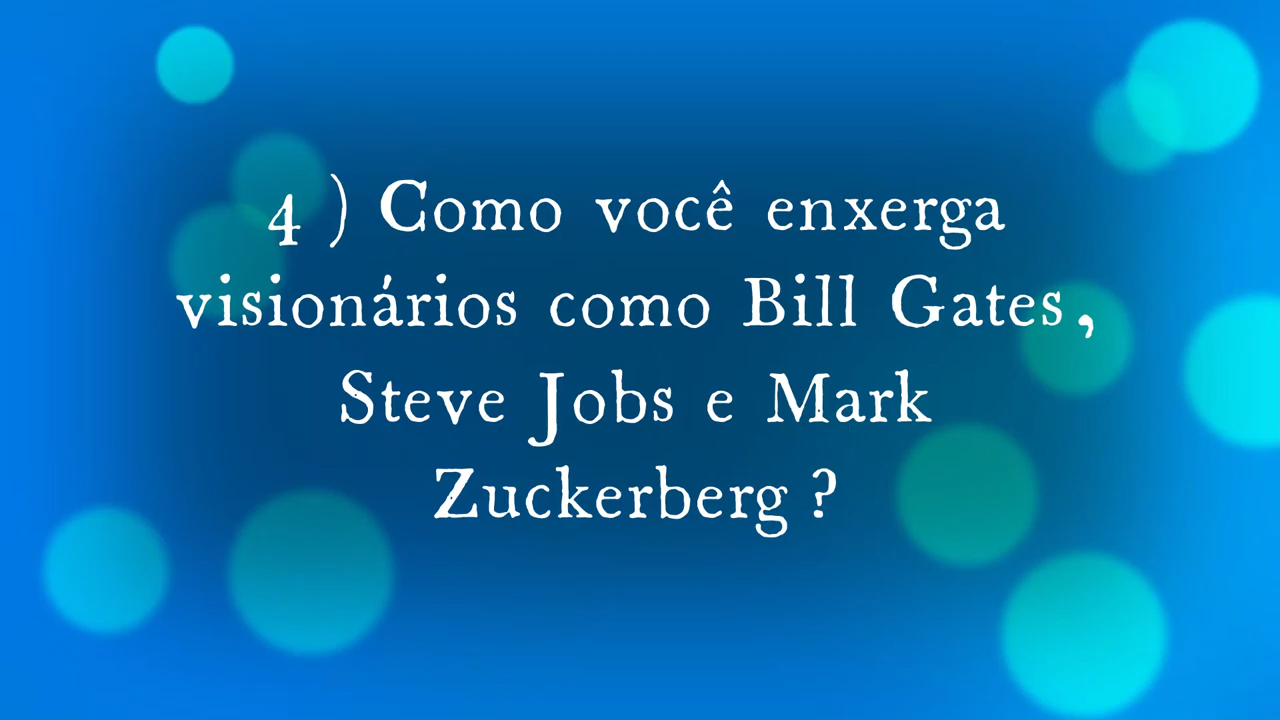 4 ) Como você enxerga
visionários como Bill Gates,
Steve Jobs e Mark
Zuckerberg ?